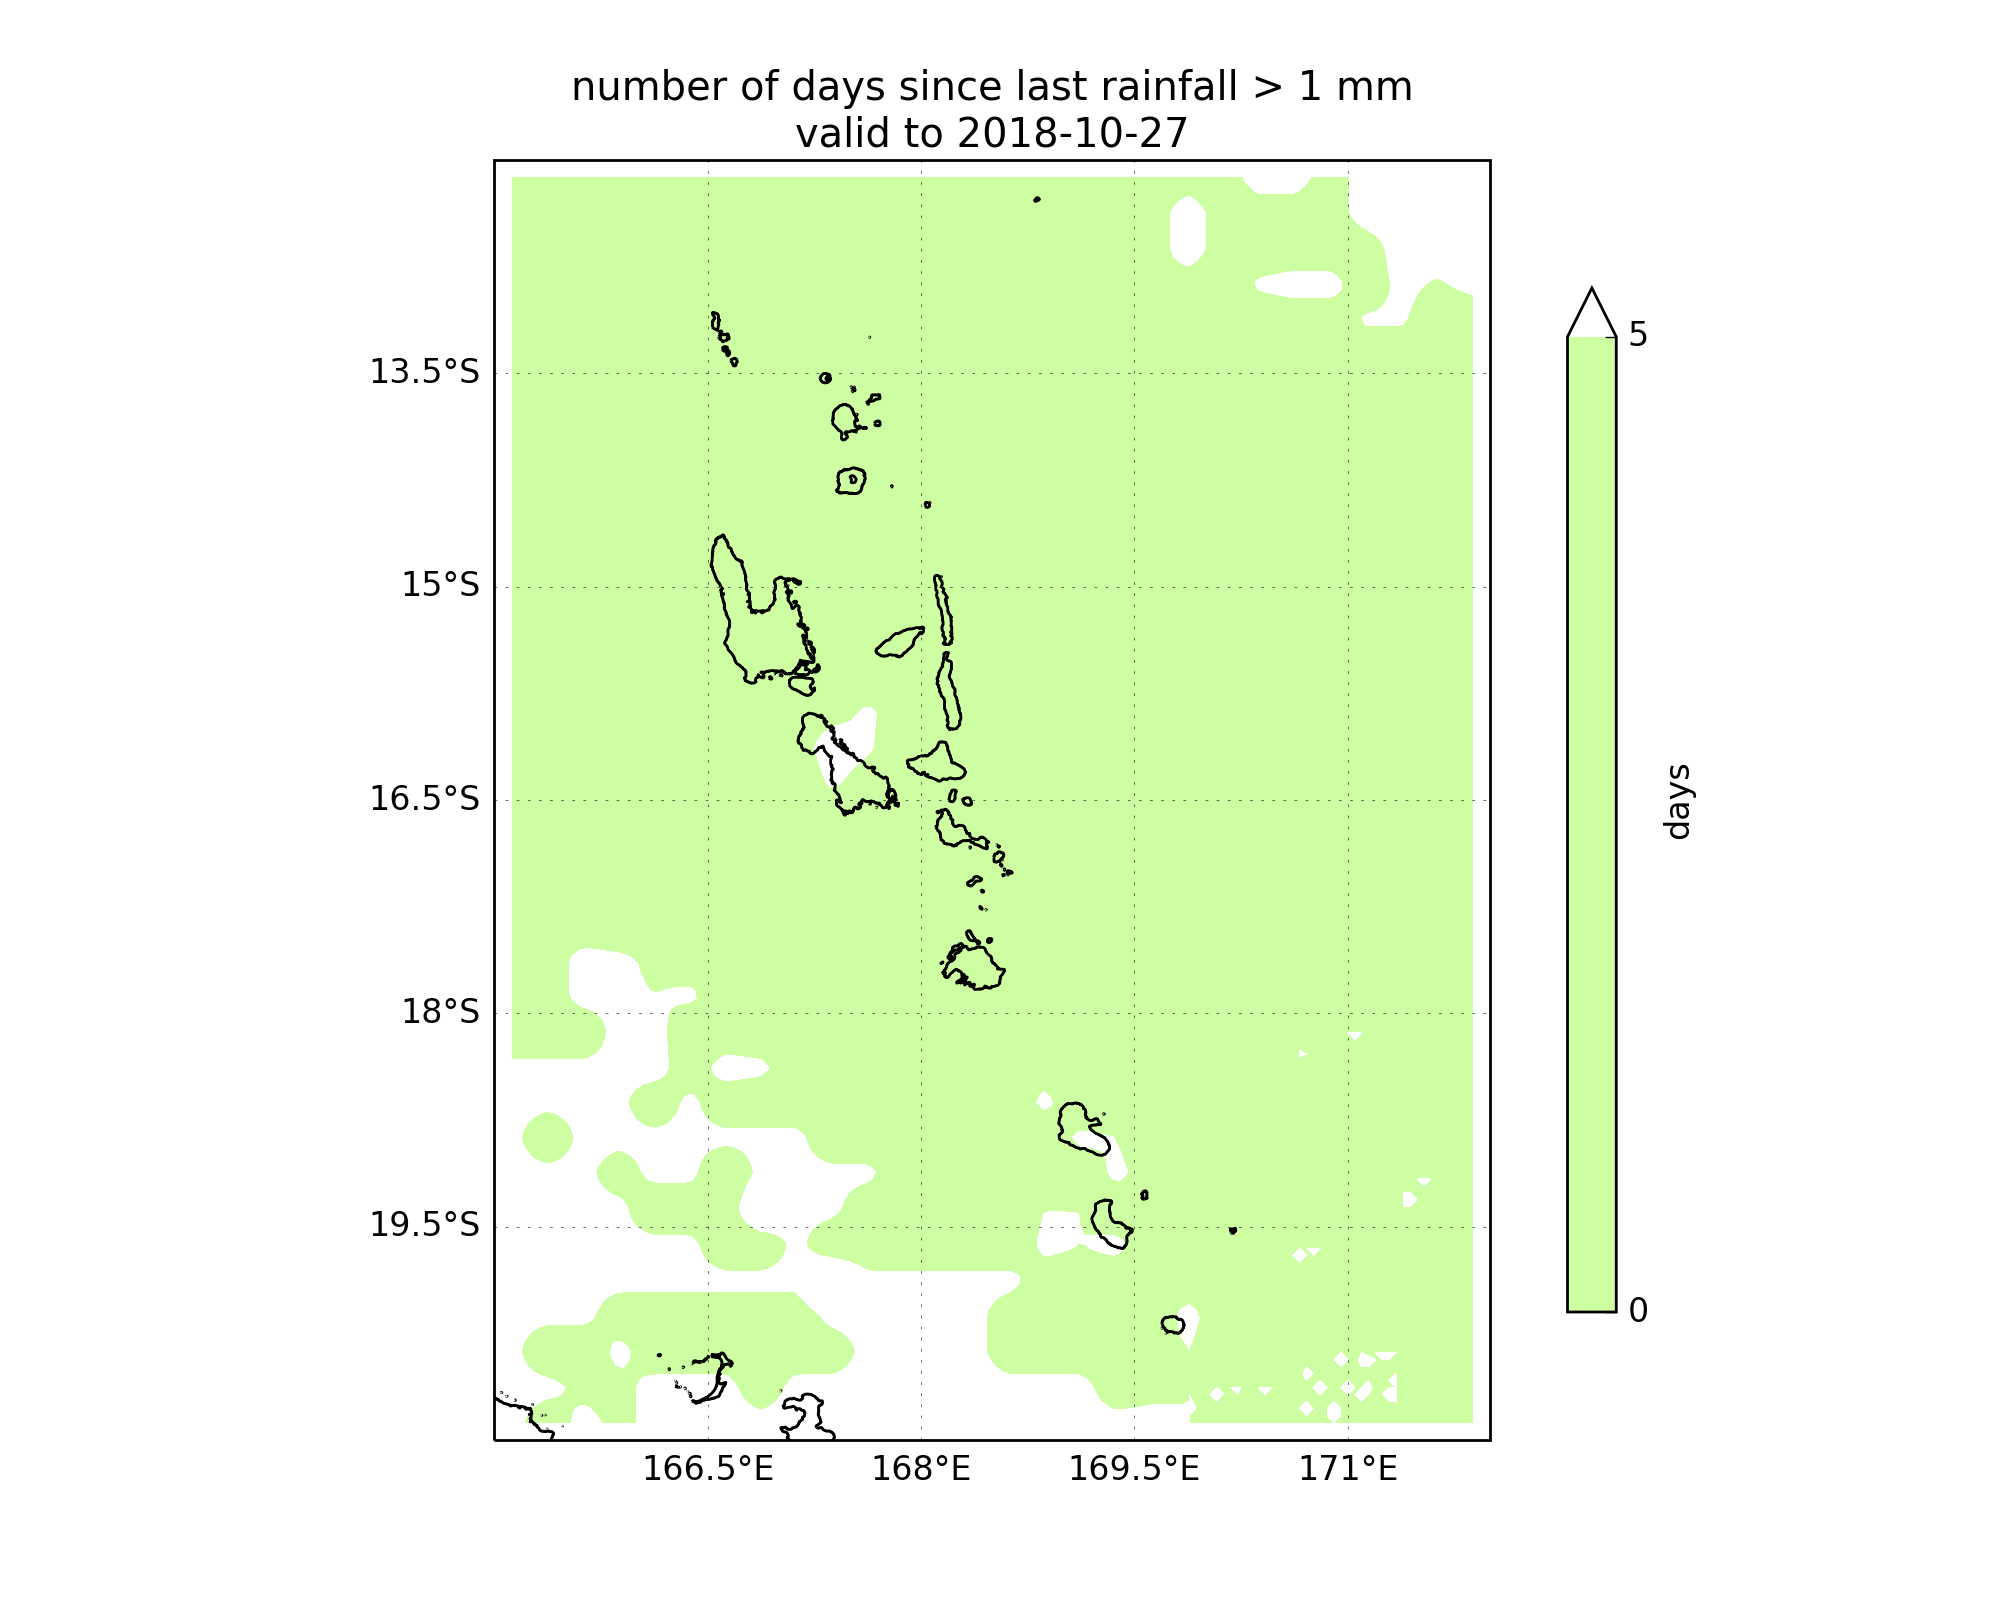 number of days since last rainfall > 1 mm
valid to 2018-10-27
13.5°S
15°S
16.5°S
18°S
19.5°S
166.5°E
168°E
169.5°E
171°E
5
0
days